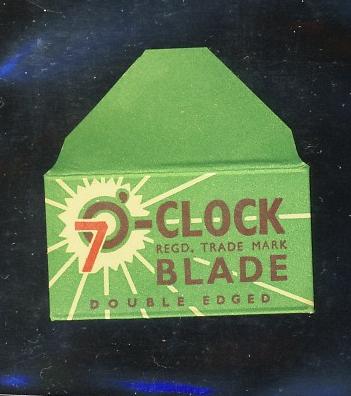 7 O'-CLOCK
REGD. TRADE MARK
BLADE
DOUBLE EDGED